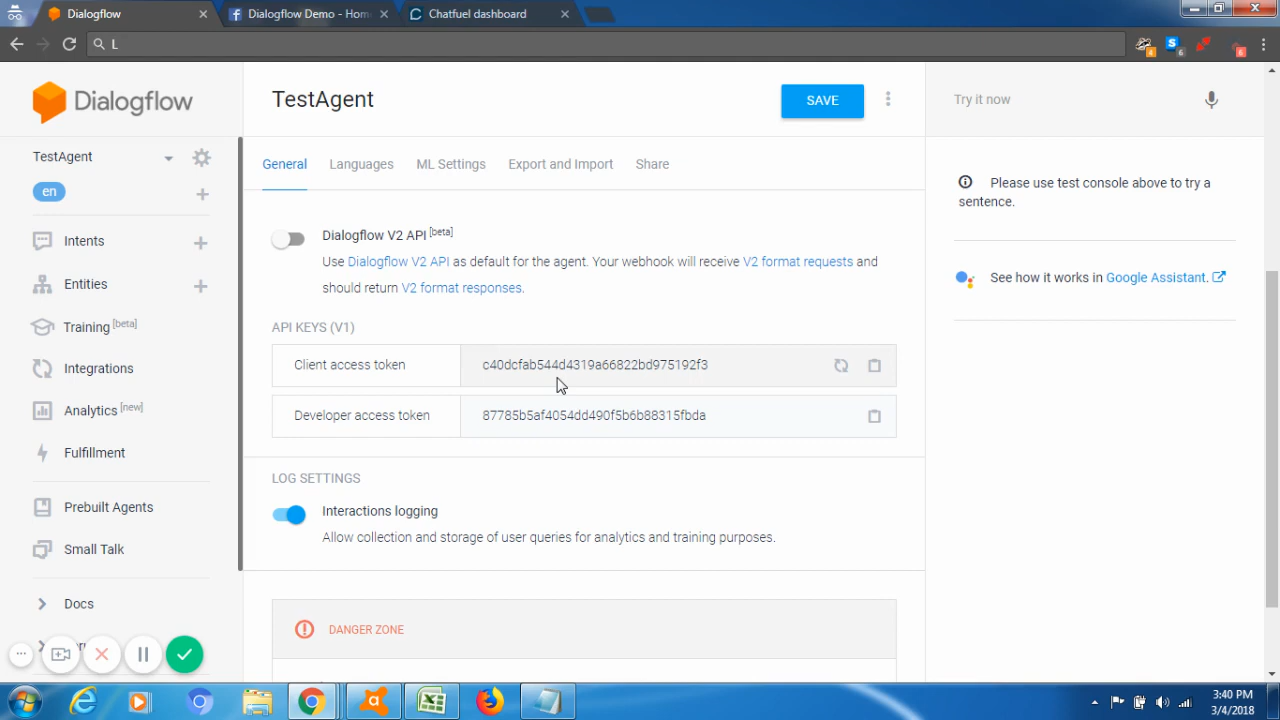 Dialogflow
Dialogflow Demo - Hom
Chatfuel dashboard
L
4
6
6
Dialogflow
TestAgent
SAVE
Try it now
TestAgent
en
General
Languages
ML Settings
Export and Import
Share
Please use test console above to try a
sentence.
Intents
Entities
Training [beta]
Integrations
Analytics [new]
Fulfillment
Prebuilt Agents
Small Talk
Docs
Dialogflow V2 API [beta]
Use Dialogflow V2 API as default for the agent. Your webhook will receive V2 format requests and
should return V2 format responses.
See how it works in Google Assistant.
API KEYS (V1)
Client access token
c40dcfab544d4319a66822bd975192f3
Developer access token
87785b5af4054dd490f5b6b88315fbda
LOG SETTINGS
Interactions logging
Allow collection and storage of user queries for analytics and training purposes.
DANGER ZONE
3:40 PM
3/4/2018